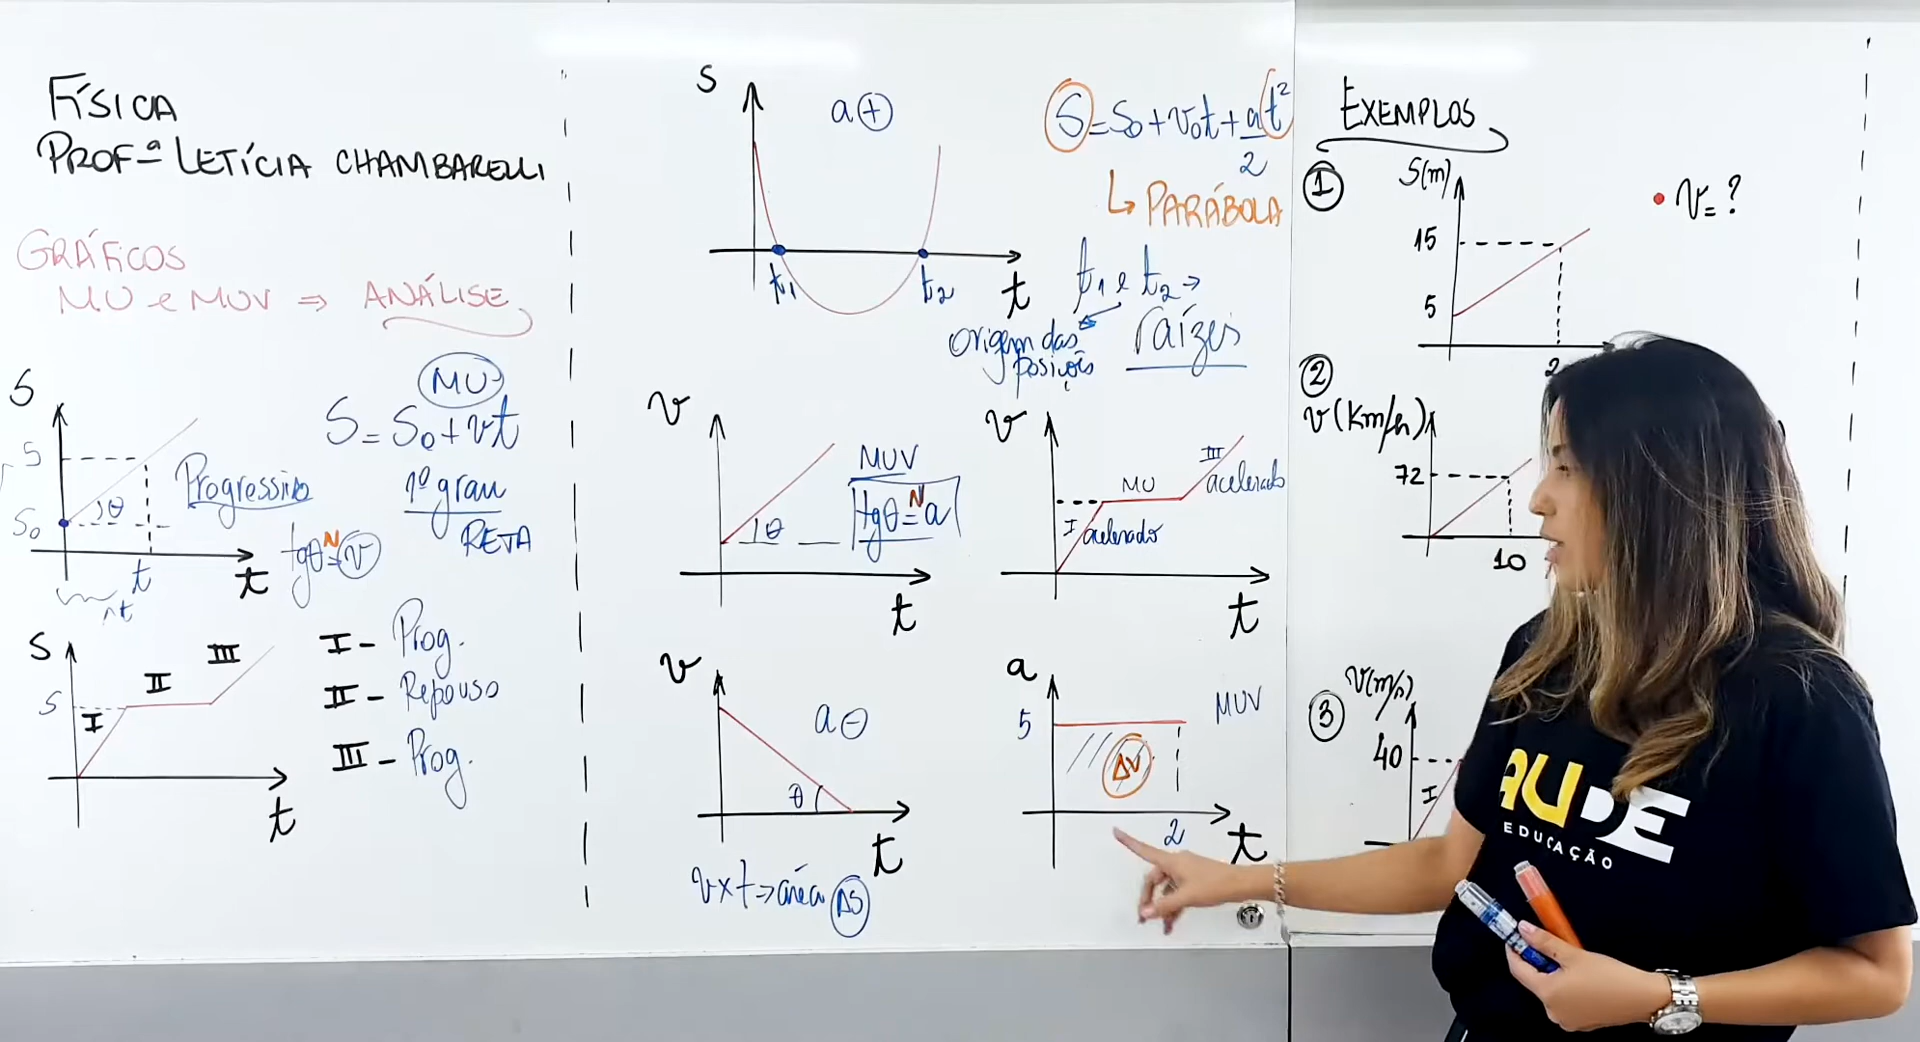 FÍSICA
PROFª LETÍCIA CHAMBARELLI
GRÁFICOS
MU e MUV ⇒ ANÁLISE
MU
S = S₀ + vt
1º grau
RETA
S
S
S₀
θ
Progressivo
tgθ N= v
t
t
Δt
S
S
I
II
III
t
I - Prog.
II - Repouso
III - Prog.
S
a +
t₁
t₂
t
S = S₀ + v₀t + at²
2
↳ PARÁBOLA
t₁ e t₂ →
raízes
origem das
posições
v
θ
MUV
tgθ N= a
t
v
I acelerado
MU
III
acelerado
t
v
a ⊖
θ
t
v x t → área ΔS
a
5
MUV
ΔV
2
t
EXEMPLOS
1
S(m)
15
5
2
• v = ?
2
v(Km/h)
72
10
3
v(m/s)
40
I
AUDE
EDUCAÇÃO